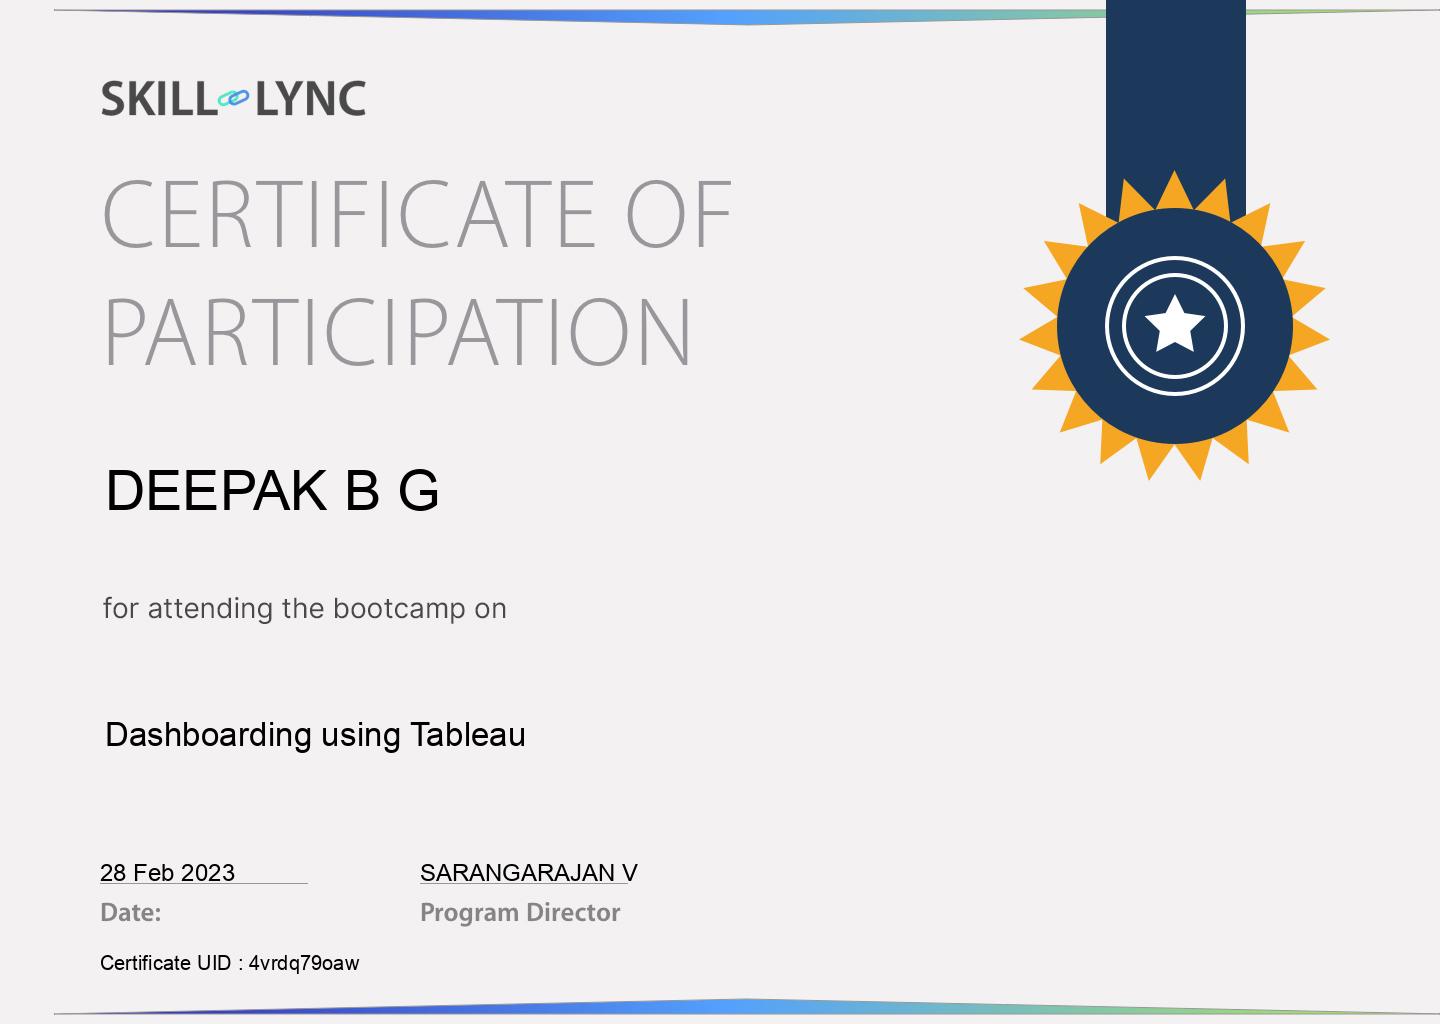 SKILL LYNC
CERTIFICATE OF
PARTICIPATION
DEEPAK B G
for attending the bootcamp on
Dashboarding using Tableau
28 Feb 2023
SARANGARAJAN V
Date:
Program Director
Certificate UID : 4vrdq79oaw